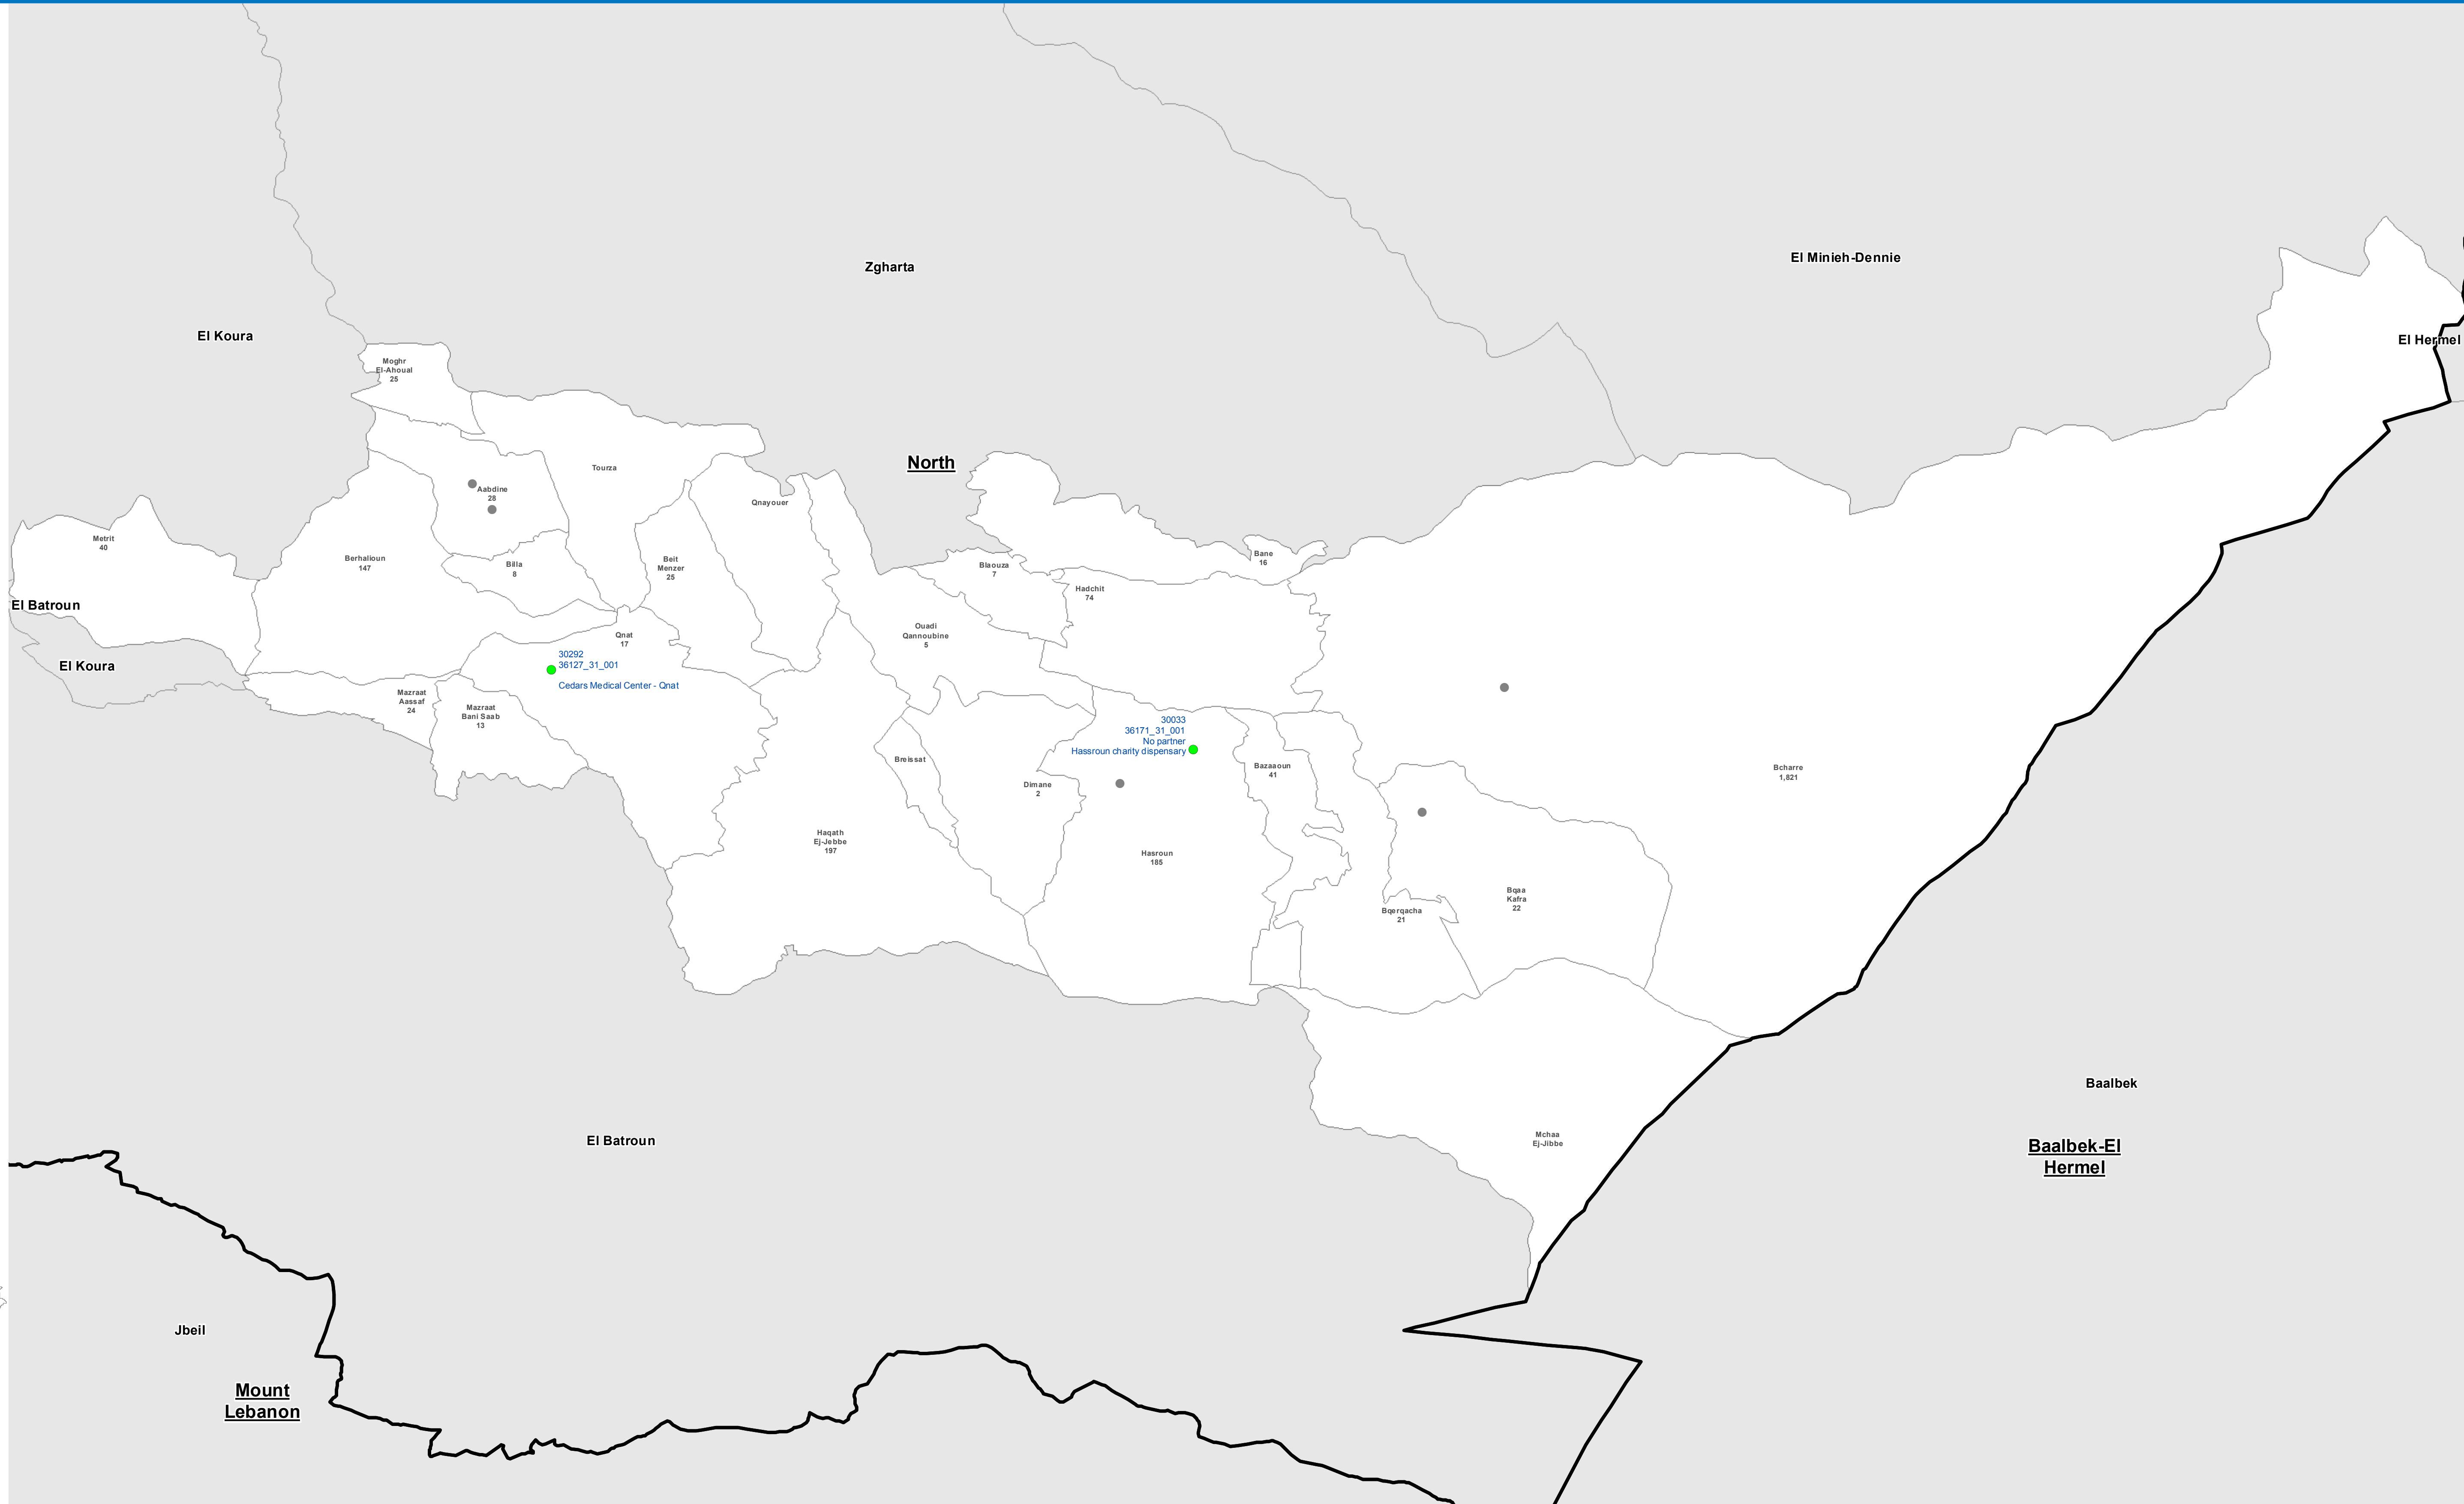 Zgharta
El Minieh-Dennie
El Koura
El Hermel
Moghr
El-Ahoual
25
North
Tourza
Aabdine
28
Qnayouer
Metrit
40
Berhalioun
147
Billa
8
Beit
Menzer
25
Blaouza
7
Bane
16
Hadchit
74
El Batroun
El Koura
Qnat
17
Ouadi
Qannoubine
5
30292
36127_31_001
Cedars Medical Center - Qnat
Mazraat
Aassaf
24
Mazraat
Bani Saab
13
30033
36171_31_001
No partner
Hassroun charity dispensary
Breissat
Dimane
2
Bazaaoun
41
Bcharre
1,821
Haqath
Ej-Jebbe
197
Hasroun
185
Bqerqacha
21
Bqaa
Kafra
22
Baalbek
El Batroun
Mchaa
Ej-Jibbe
Baalbek-El
Hermel
Jbeil
Mount
Lebanon